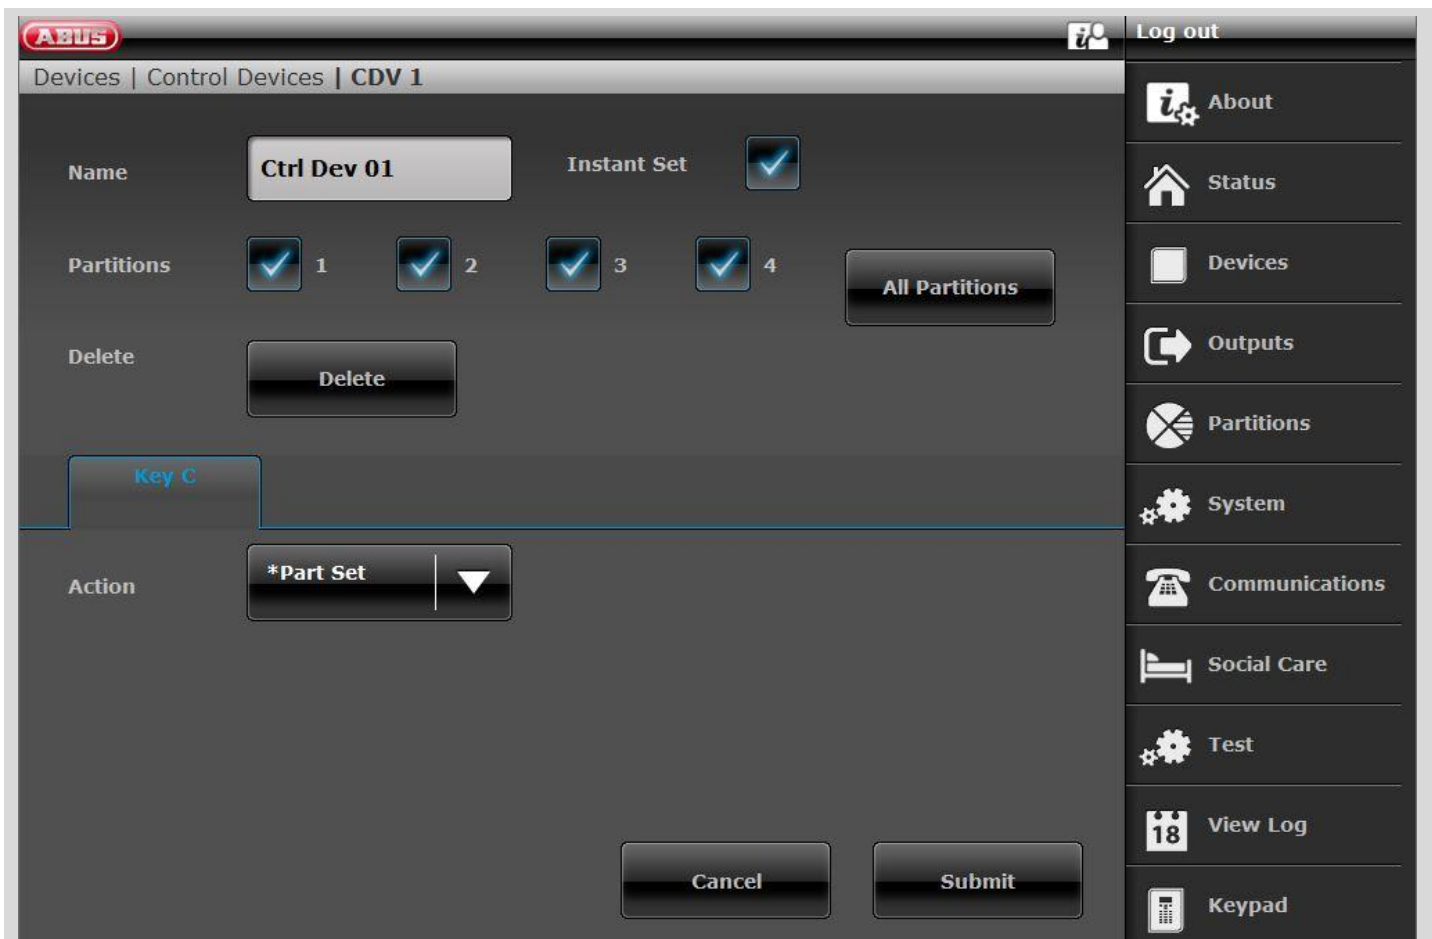 ABUS
Log out
Devices | Control Devices | CDV 1
Name
Ctrl Dev 01
Instant Set
Partitions
1
2
3
4
All Partitions
Delete
Delete
Key C
Action
*Part Set
Cancel
Submit
About
Status
Devices
Outputs
Partitions
System
Communications
Social Care
Test
18
View Log
Keypad